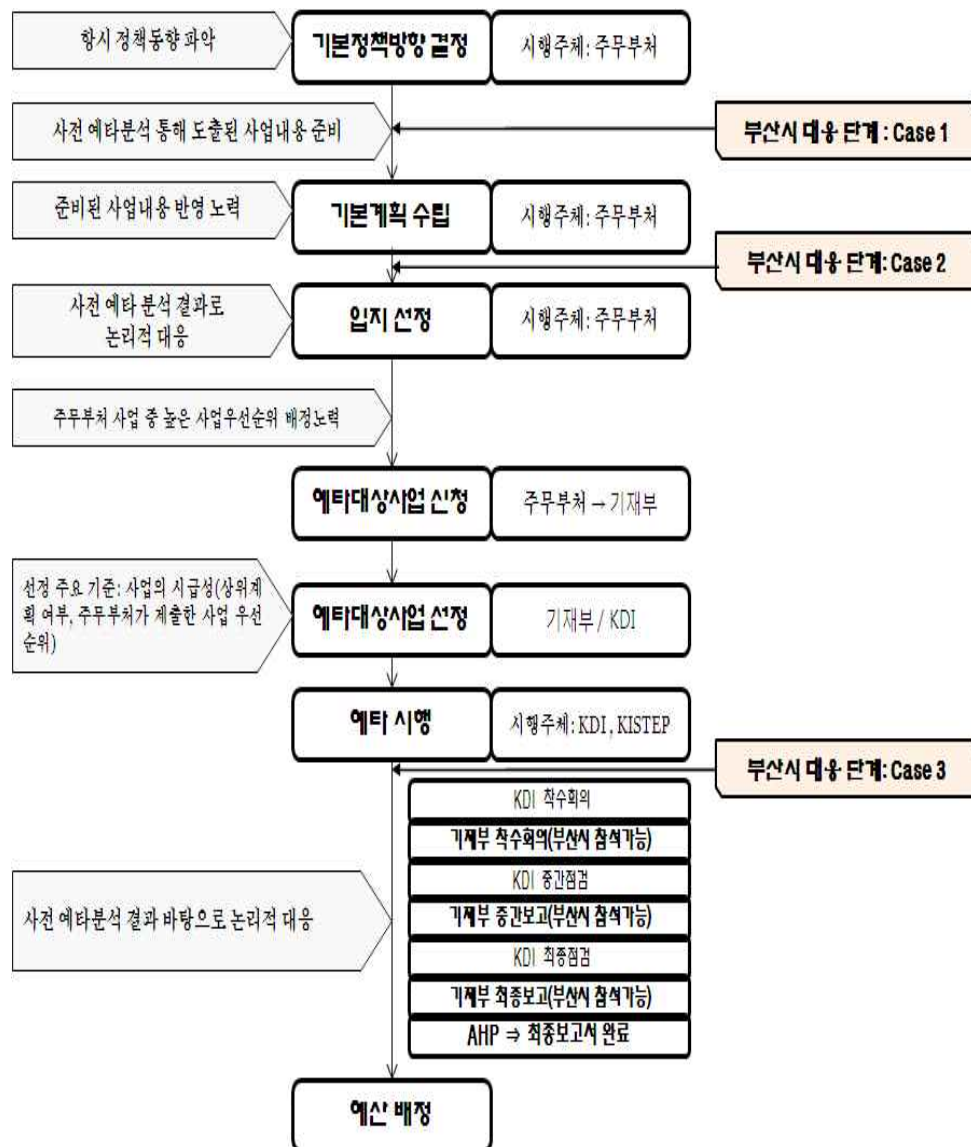 항시 정책동향 파악
기본정책방향 결정
시행주체: 주무부처
사전 예타분석 통해 도출된 사업내용 준비
부산시 대응 단계 : Case 1
준비된 사업내용 반영 노력
기본계획 수립
시행주체: 주무부처
부산시 대응 단계: Case 2
사전 예타 분석 결과로
논리적 대응
입지 선정
시행주체: 주무부처
주무부처 사업 중 높은 사업우선순위 배정노력
예타대상사업 신청
주무부처 → 기재부
선정 주요 기준: 사업의 시급성(상위계
획 여부, 주무부처가 제출한 사업 우선
순위)
예타대상사업 선정
기재부 / KDI
예타 시행
시행주체: KDI, KISTEP
부산시 대응 단계: Case 3
KDI 착수회의
기재부 착수회의(부산시 참석가능)
KDI 중간점검
기재부 중간보고(부산시 참석가능)
사전 예타분석 결과 바탕으로 논리적 대응
KDI 최종점검
기재부 최종보고(부산시 참석가능)
AHP ⇒ 최종보고서 완료
예산 배정